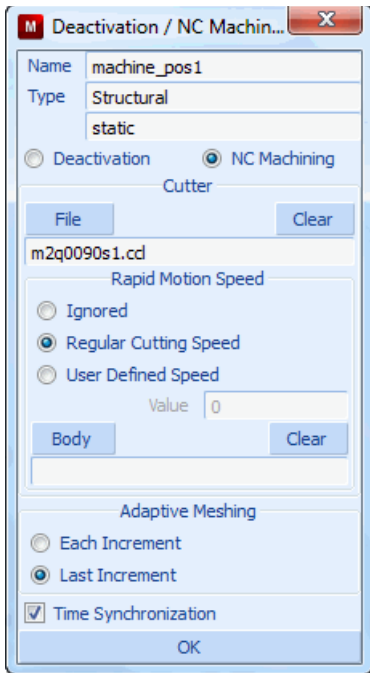 M Deactivation / NC Machin... X
Name machine_pos1
Type Structural
static
Deactivation NC Machining
Cutter
File Clear
m2q0090s1.ccl
Rapid Motion Speed
Ignored
Regular Cutting Speed
User Defined Speed
Value 0
Body Clear
Adaptive Meshing
Each Increment
Last Increment
Time Synchronization
OK